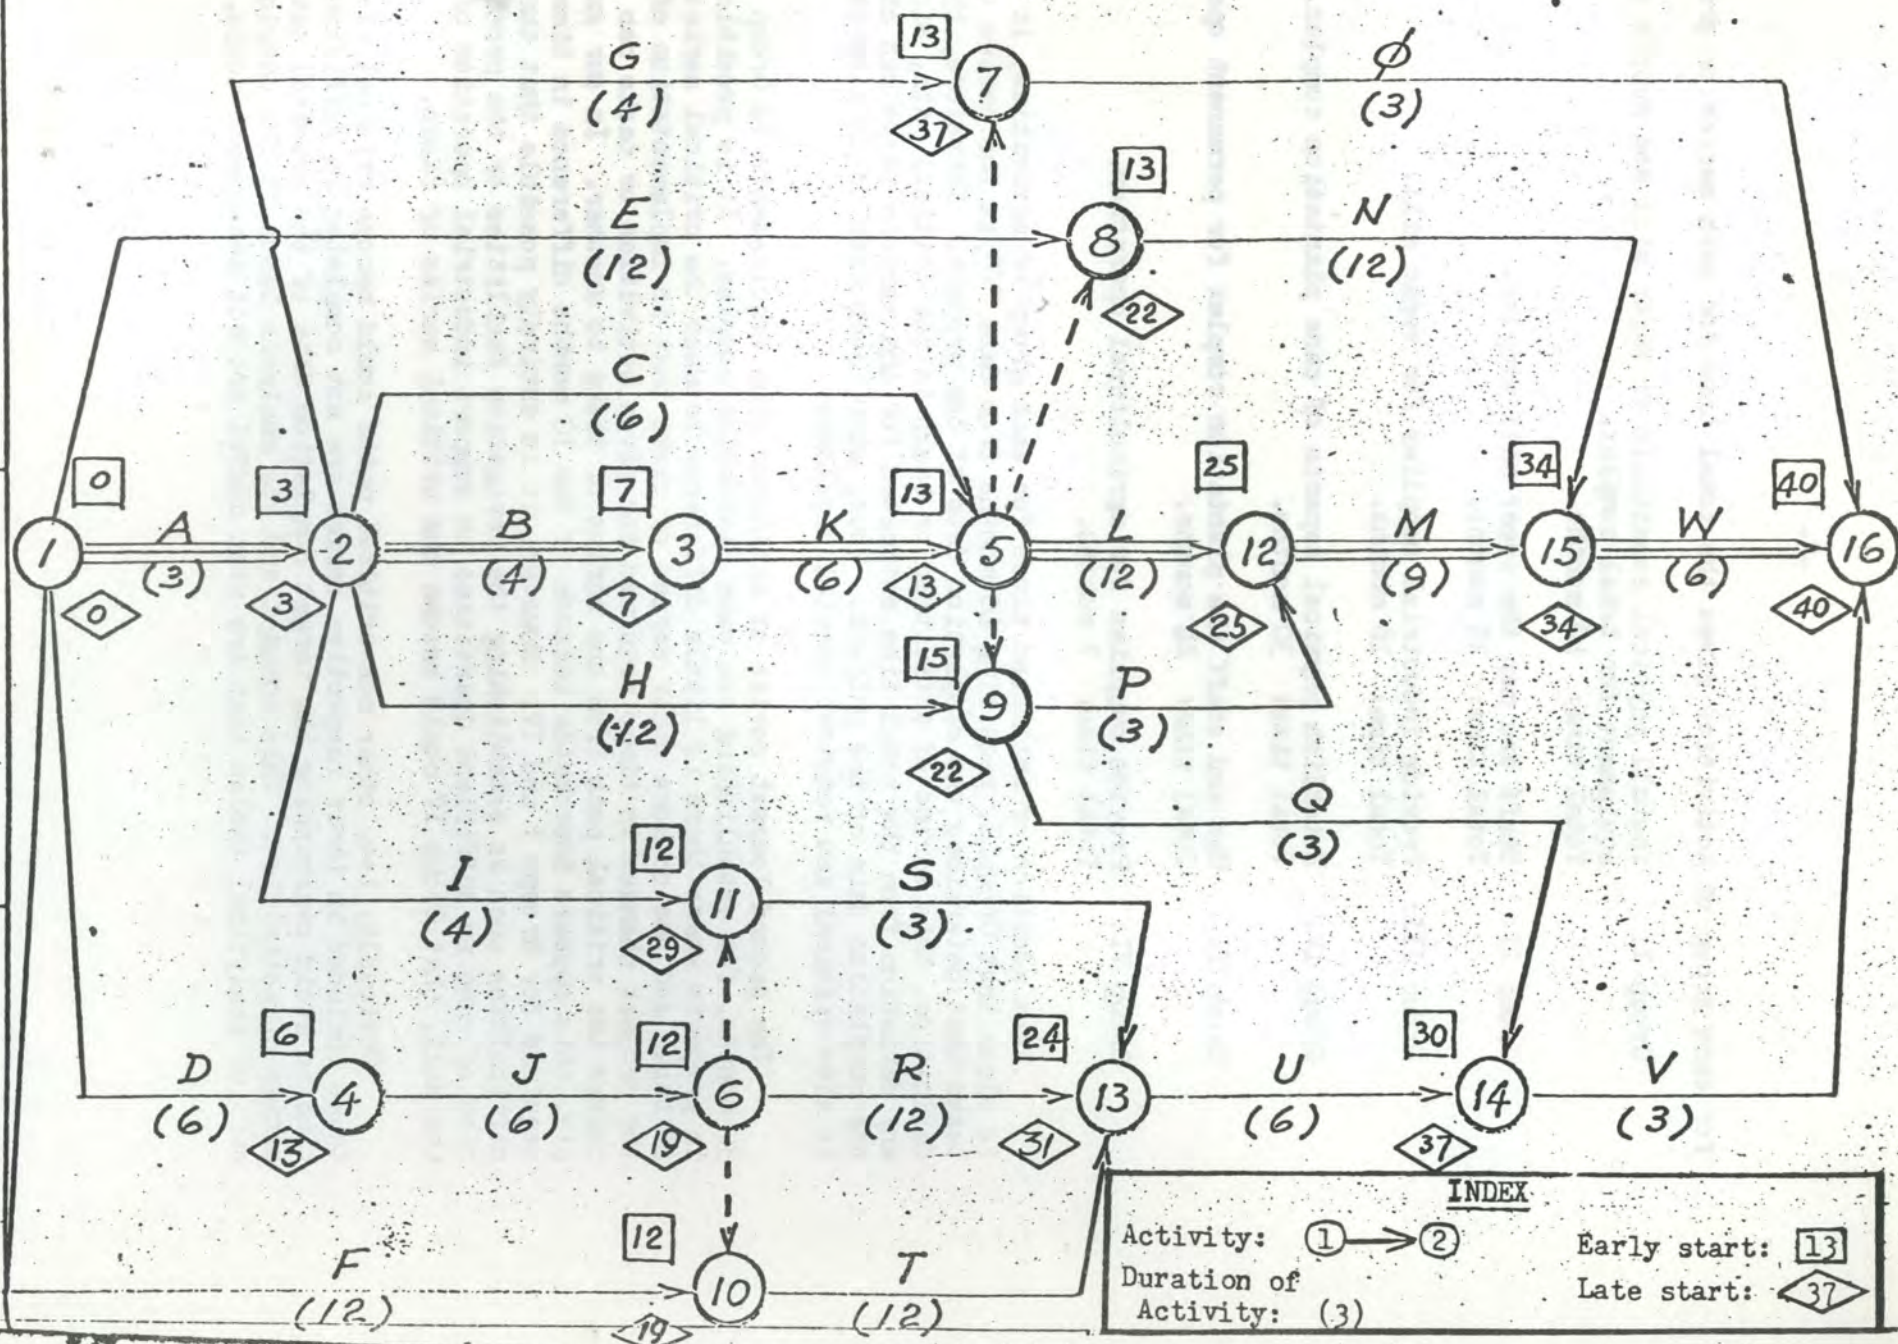 13
G
(4)
7
Ø
(3)
37
13
E
(12)
8
N
(12)
22
C
(6)
0
3
7
13
25
34
40
1
A
(3)
2
B
(4)
3
K
(6)
5
L
(12)
12
M
(9)
15
W
(6)
16
0
3
7
13
25
34
40
15
H
(12)
9
P
(3)
22
Q
(3)
12
I
(4)
11
S
(3)
29
6
12
24
30
D
(6)
4
J
(6)
6
R
(12)
13
U
(6)
14
V
(3)
13
19
31
37
12
F
(12)
10
T
(12)
19
INDEX
Activity: 1 2
Early start: 13
Duration of
Activity: (3)
Late start: 37